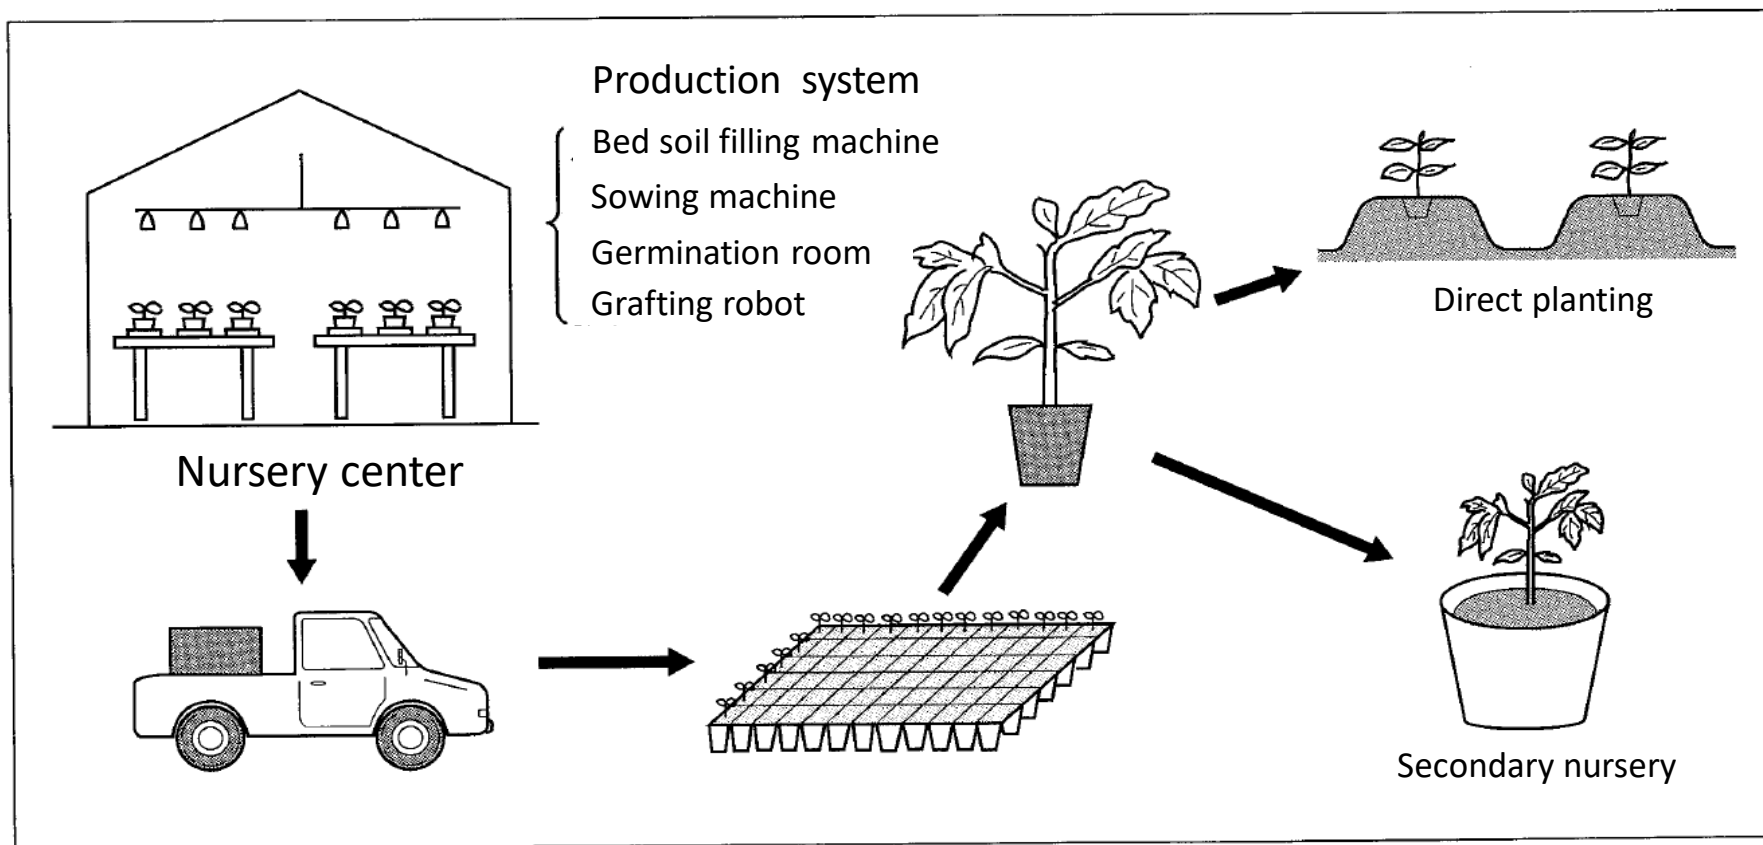 Production system
Bed soil filling machine
Sowing machine
Germination room
Grafting robot
Nursery center
Direct planting
Secondary nursery